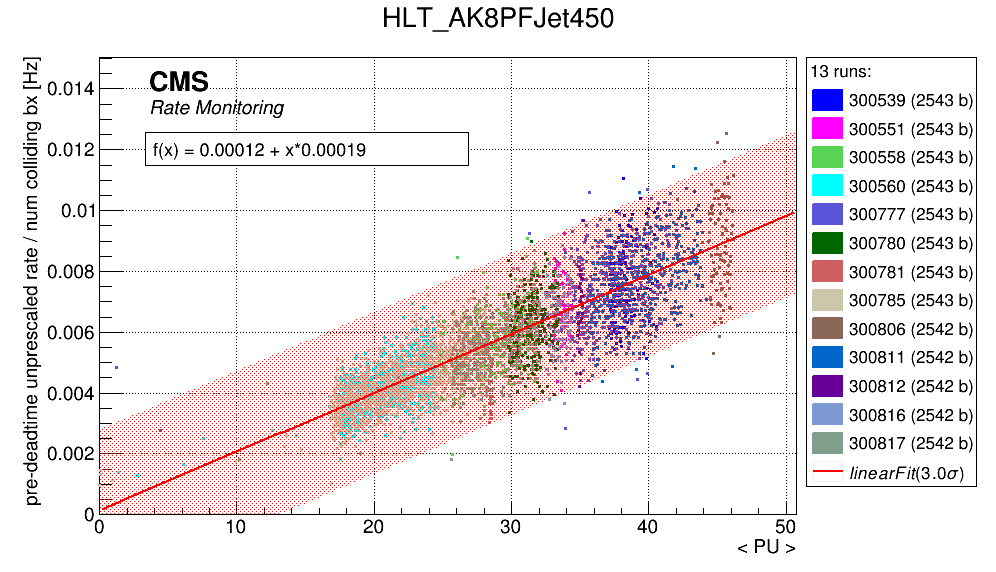 HLT_AK8PFJet450
pre-deadtime unprescaled rate / num colliding bx [Hz]
0.014
0.012
0.01
0.008
0.006
0.004
0.002
0
CMS
Rate Monitoring
f(x) = 0.00012 + x*0.00019
0 10 20 30 40 50
< PU >
13 runs:
300539 (2543 b)
300551 (2543 b)
300558 (2543 b)
300560 (2543 b)
300777 (2543 b)
300780 (2543 b)
300781 (2543 b)
300785 (2543 b)
300806 (2542 b)
300811 (2542 b)
300812 (2542 b)
300816 (2542 b)
300817 (2542 b)
linearFit(3.0σ)